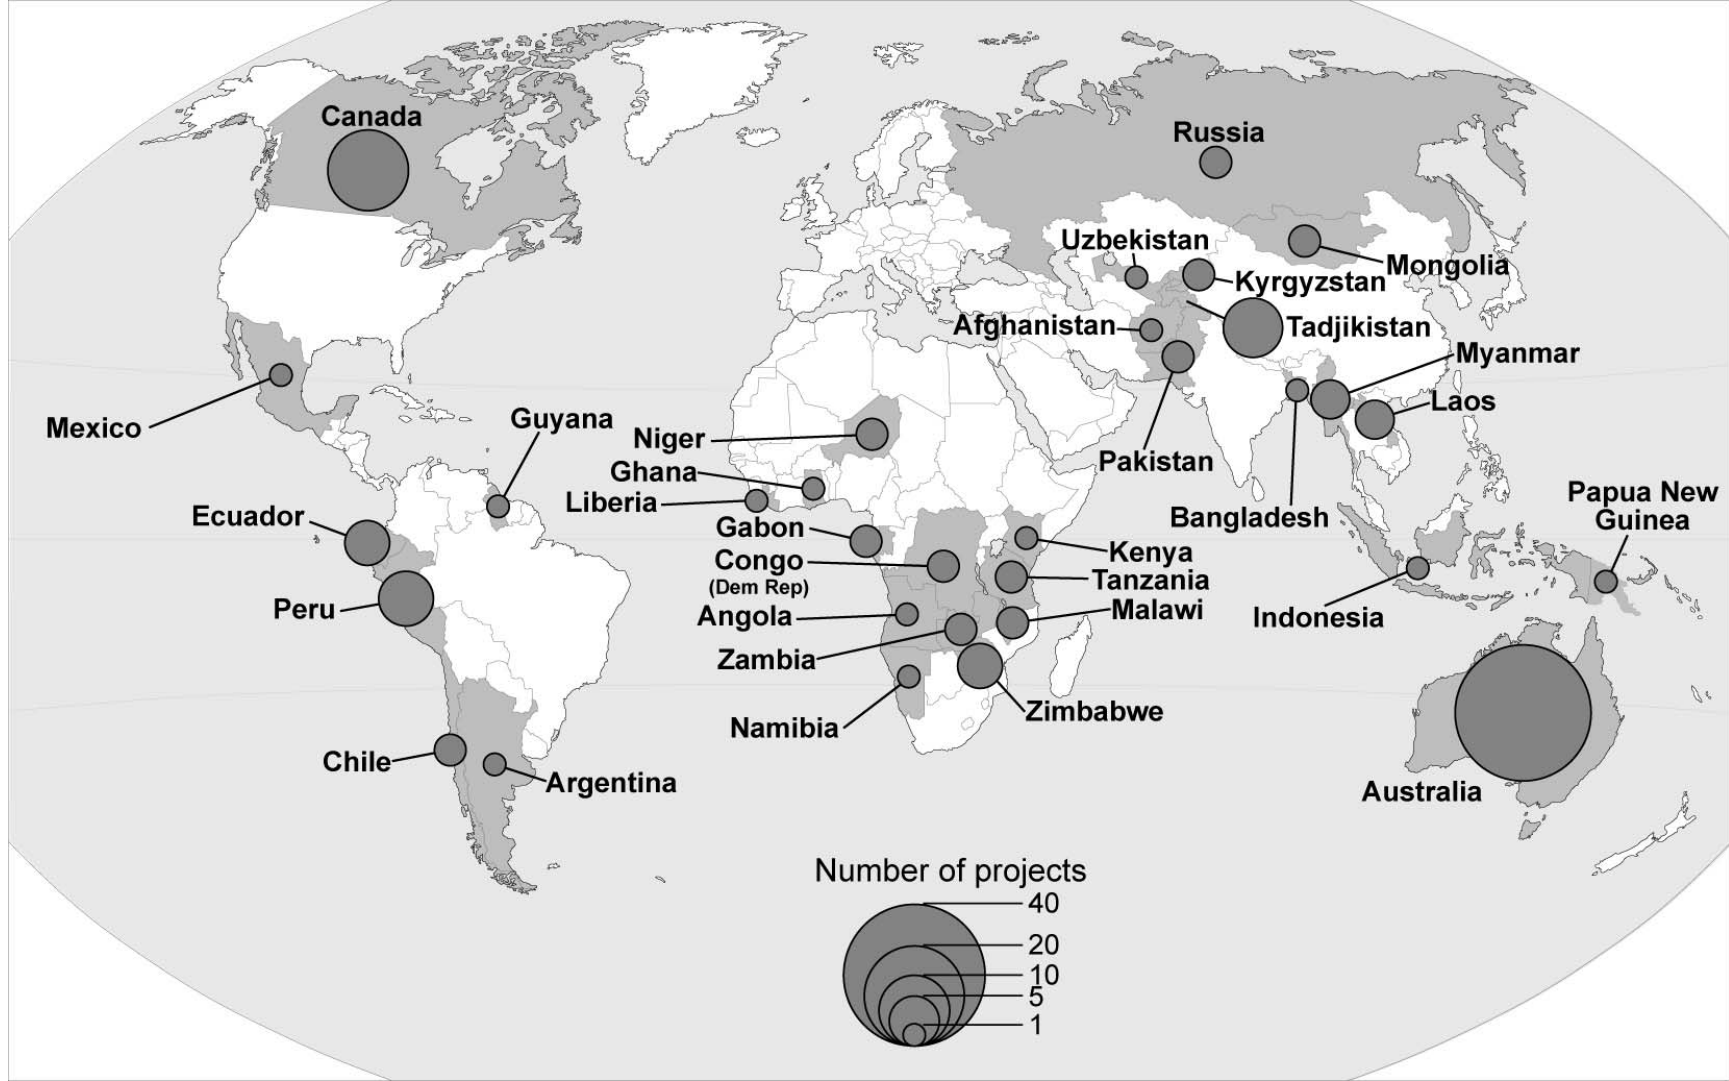 Canada
Russia
Uzbekistan
Mongolia
Kyrgyzstan
Afghanistan
Tadjikistan
Myanmar
Mexico
Laos
Guyana
Niger
Pakistan
Ghana
Liberia
Ecuador
Bangladesh
Papua New
Guinea
Gabon
Kenya
Congo
(Dem Rep)
Tanzania
Peru
Angola
Malawi
Indonesia
Zambia
Namibia
Zimbabwe
Chile
Argentina
Australia
Number of projects
40
20
10
5
1